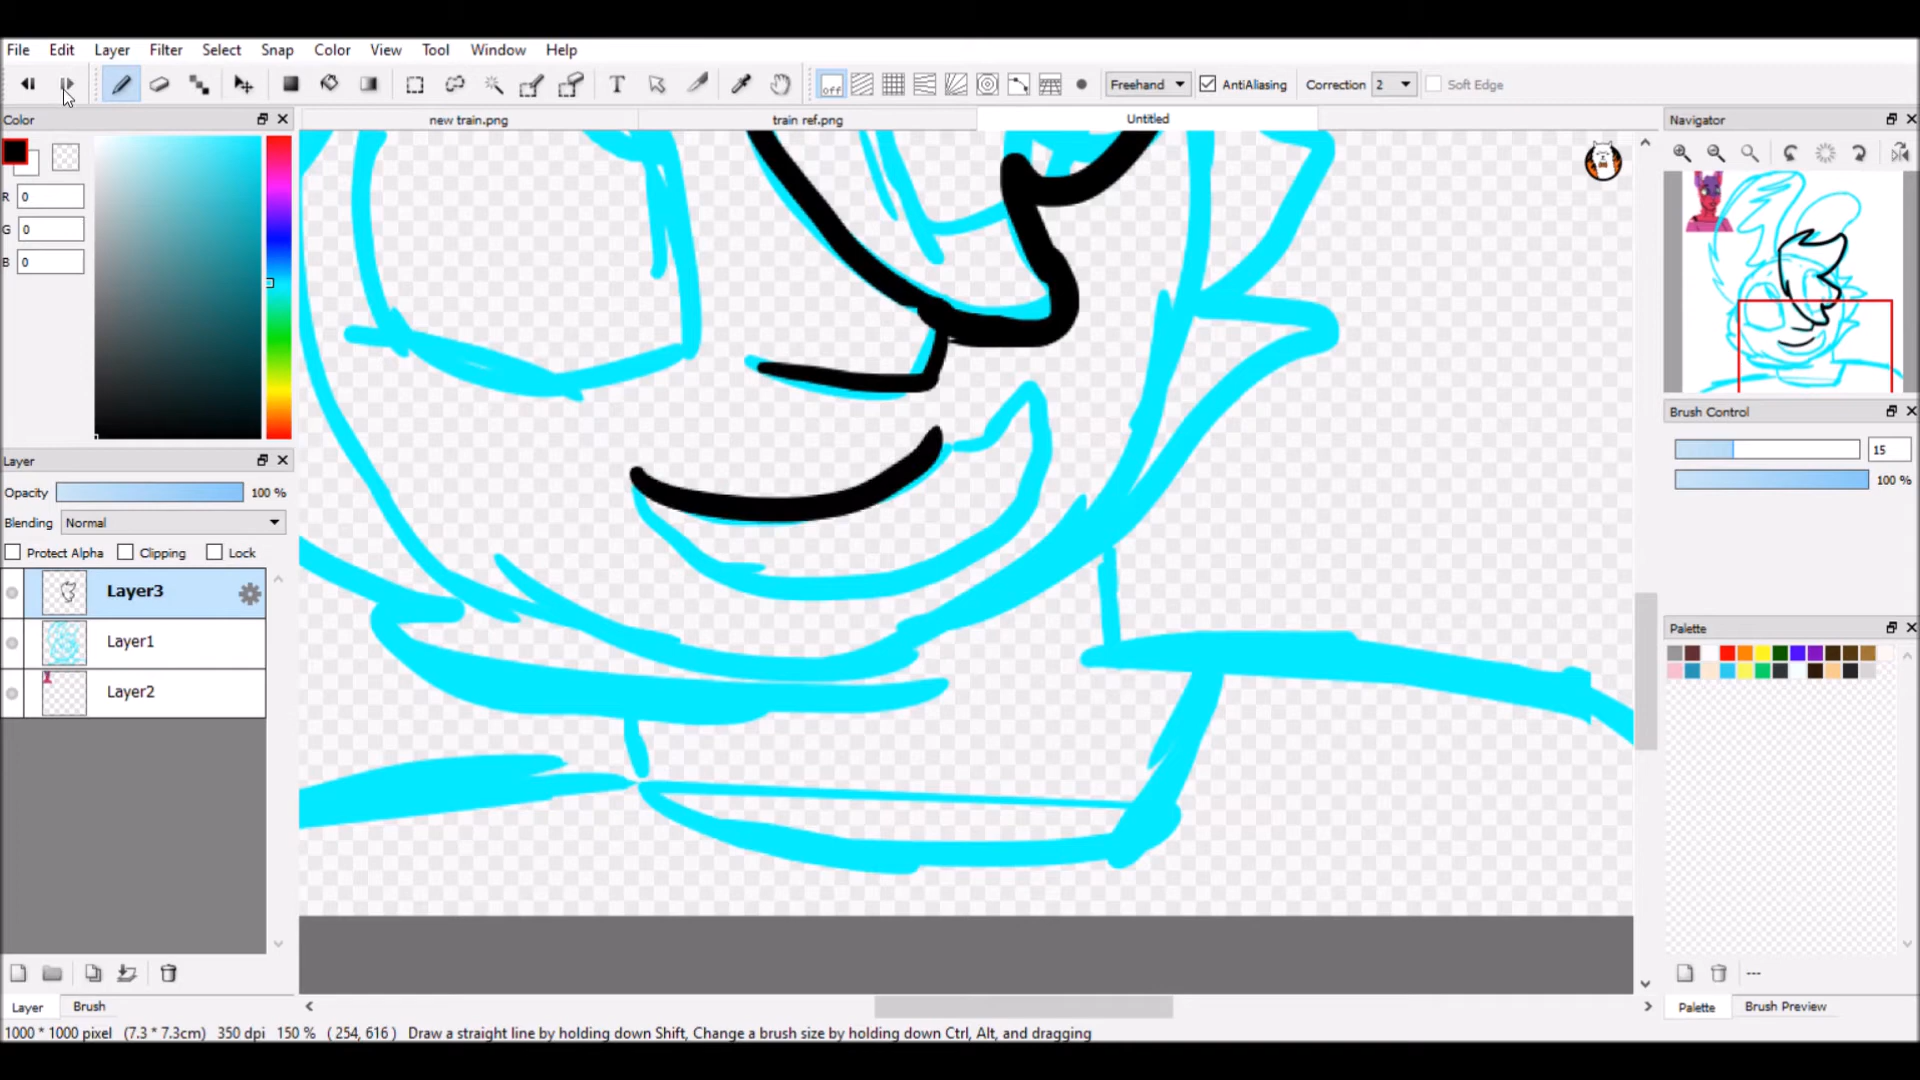 File Edit Layer Filter Select Snap Color View Tool Window Help
T off Freehand AntiAliasing Correction 2 Soft Edge
Color
new train.png train ref.png Untitled
Navigator
R 0
G 0
B 0
Brush Control
15
100 %
Layer
Opacity 100 %
Blending Normal
Protect Alpha Clipping Lock
Layer3
Layer1
Layer2
Palette
---
Layer Brush
Palette Brush Preview
1000 * 1000 pixel (7.3 * 7.3cm) 350 dpi 150 % ( 254, 616 ) Draw a straight line by holding down Shift, Change a brush size by holding down Ctrl, Alt, and dragging